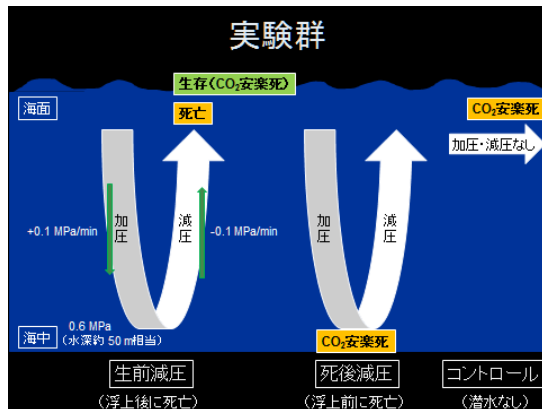 実験群
生存(CO₂安楽死)
海面
死亡
CO₂安楽死
加圧・減圧なし
加圧
減圧
加圧
減圧
+0.1 MPa/min
-0.1 MPa/min
0.6 MPa
海中
(水深約 50 m相当)
CO₂安楽死
生前減圧
死後減圧
コントロール
(浮上後に死亡)
(浮上前に死亡)
(潜水なし)